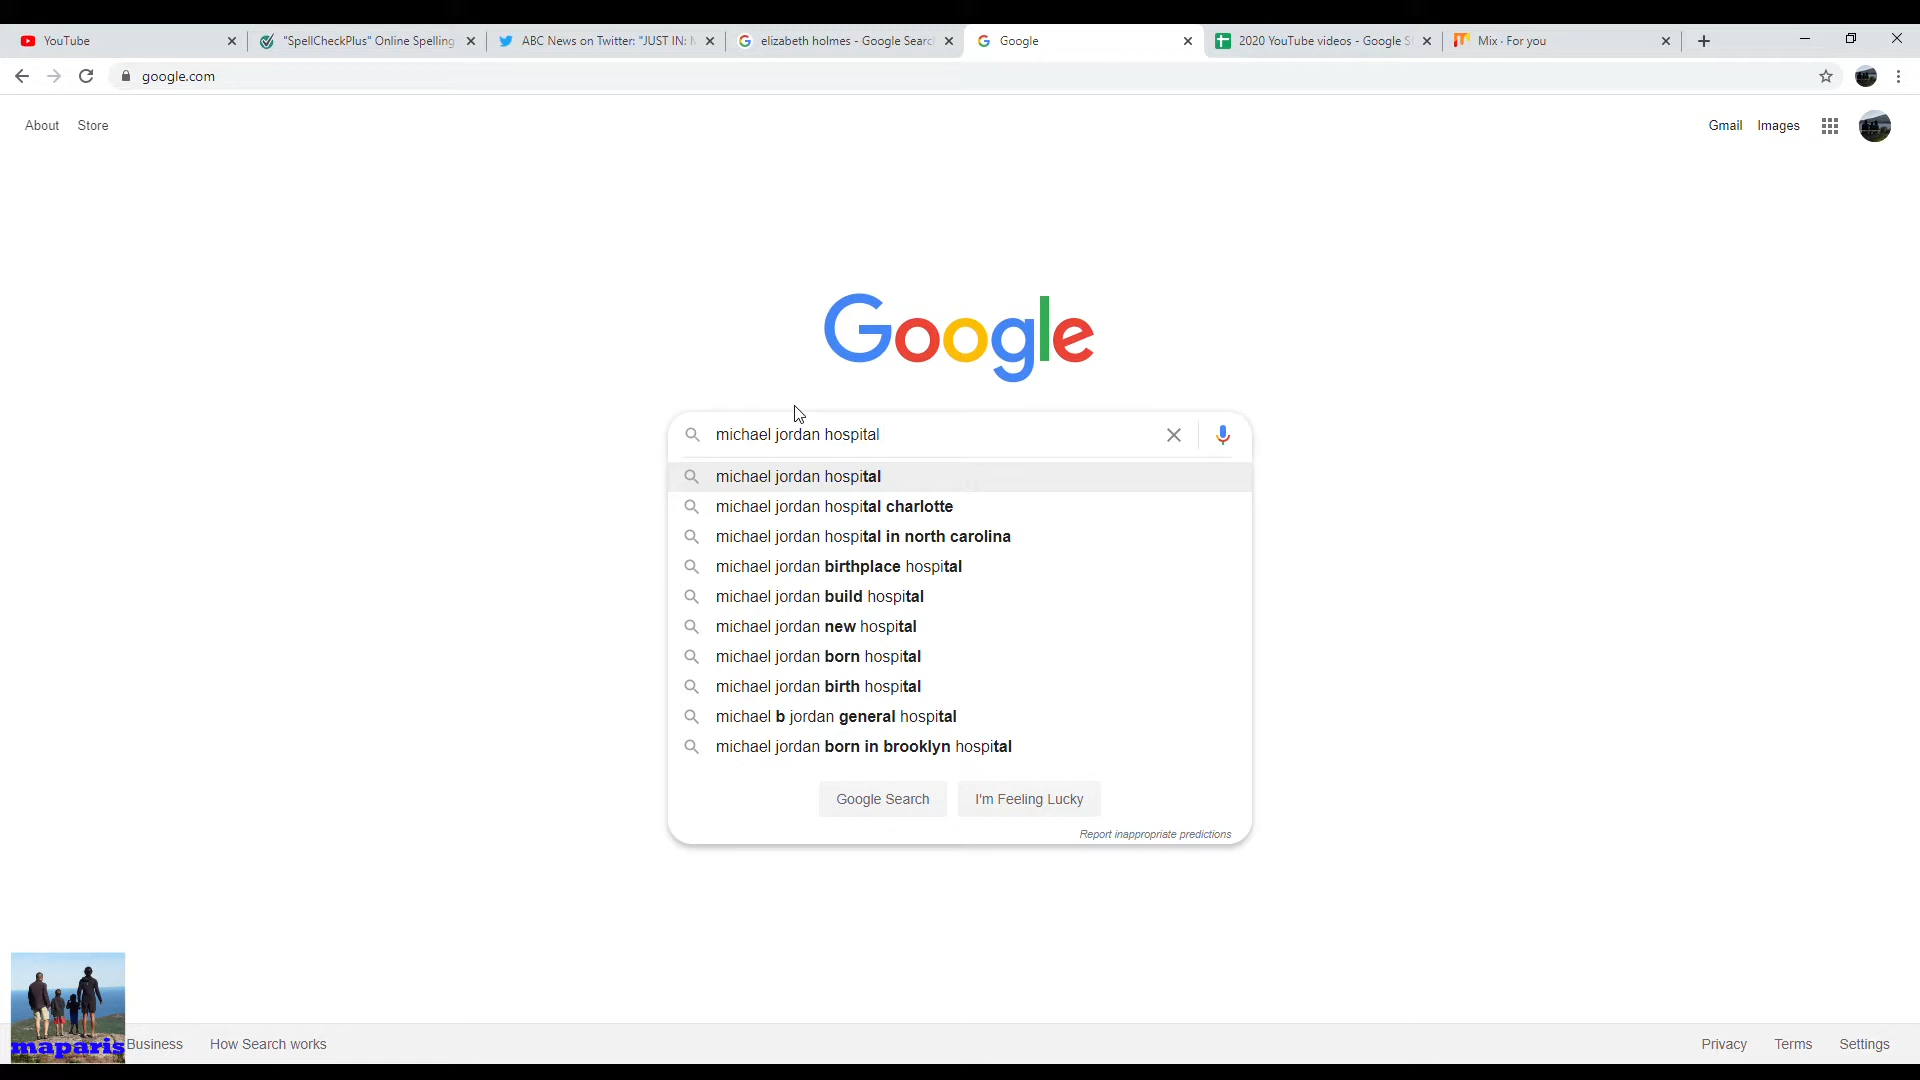 YouTube
"SpellCheckPlus" Online Spelling
ABC News on Twitter: "JUST IN:
elizabeth holmes - Google Searc
Google
2020 YouTube videos - Google S
Mix · For you
google.com
About Store
Gmail Images
Google
michael jordan hospital
michael jordan hospital
michael jordan hospital charlotte
michael jordan hospital in north carolina
michael jordan birthplace hospital
michael jordan build hospital
michael jordan new hospital
michael jordan born hospital
michael jordan birth hospital
michael b jordan general hospital
michael jordan born in brooklyn hospital
Google Search I'm Feeling Lucky
Report inappropriate predictions
maparis
Business How Search works
Privacy Terms Settings